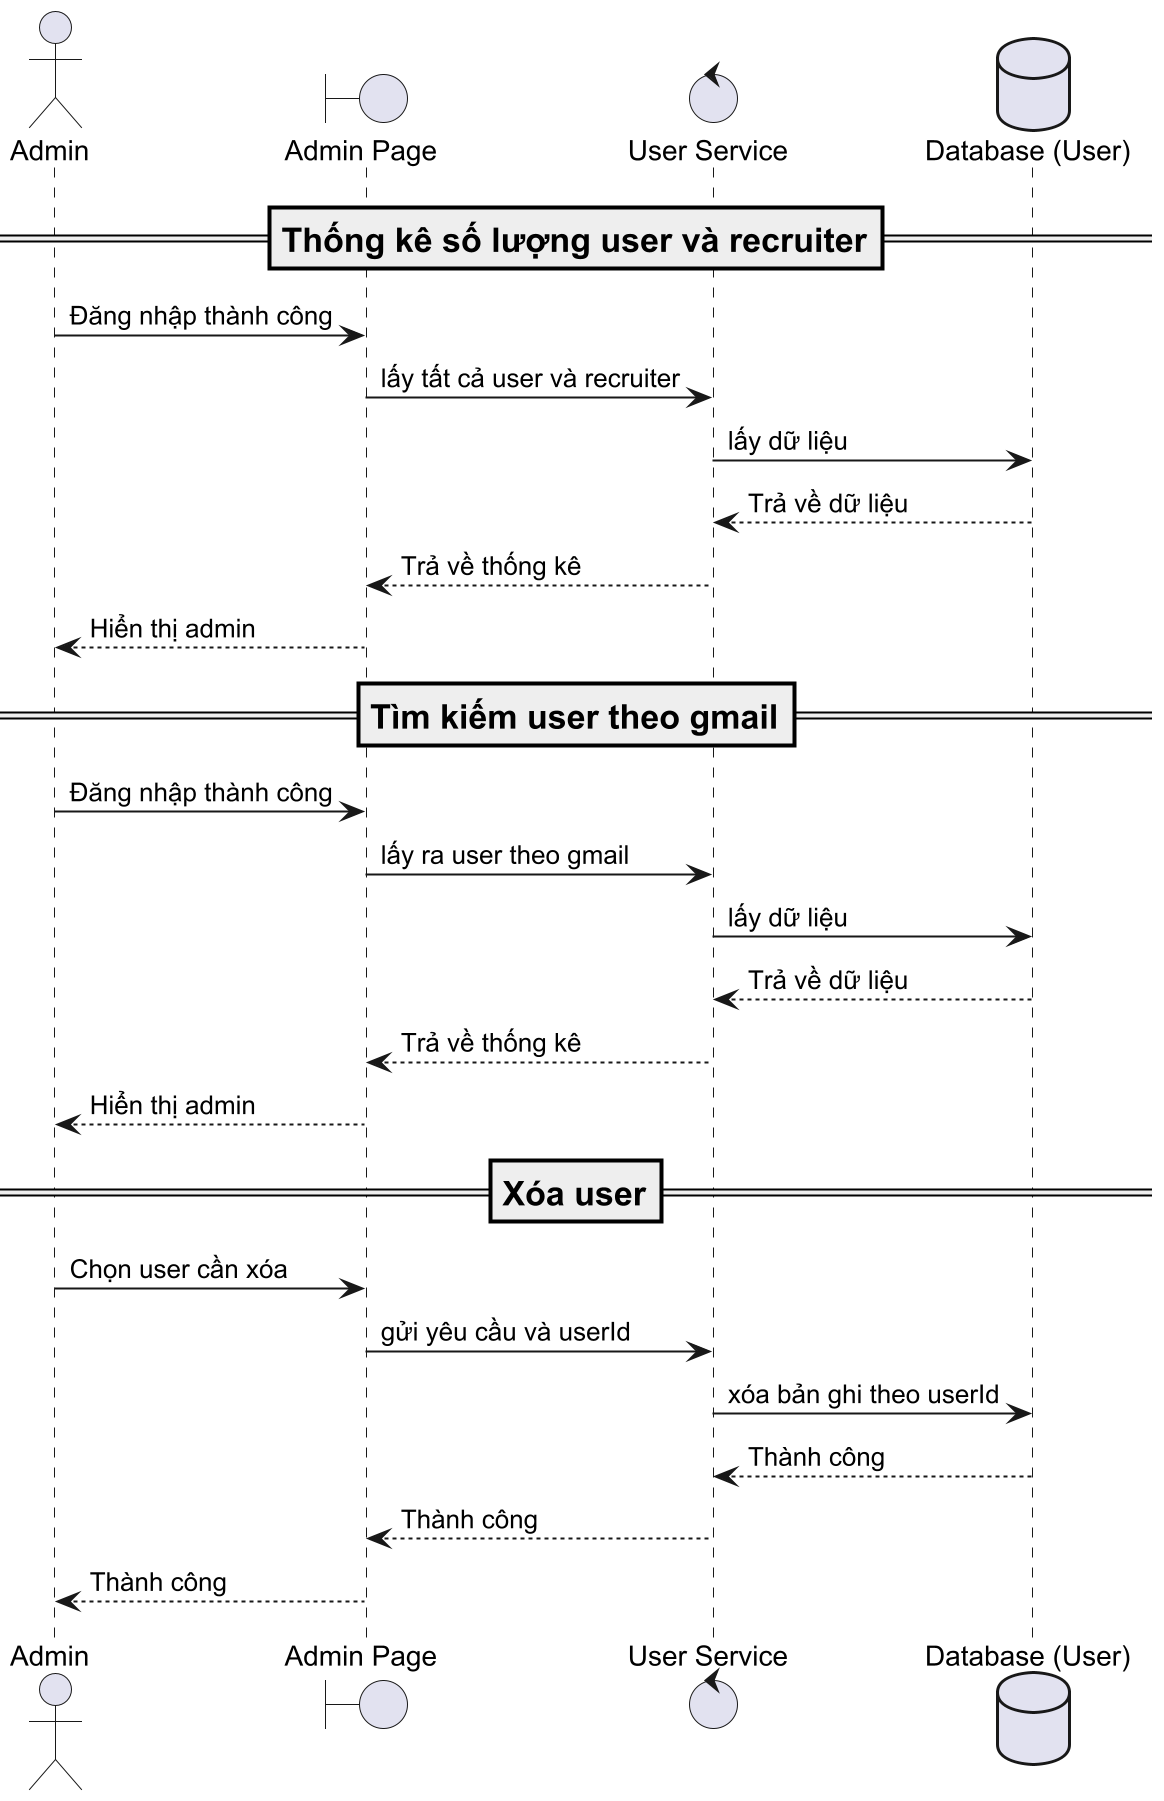 Admin
Admin Page
User Service
Database (User)
Thống kê số lượng user và recruiter
Đăng nhập thành công
lấy tất cả user và recruiter
lấy dữ liệu
Trả về dữ liệu
Trả về thống kê
Hiển thị admin
Tìm kiếm user theo gmail
Đăng nhập thành công
lấy ra user theo gmail
lấy dữ liệu
Trả về dữ liệu
Trả về thống kê
Hiển thị admin
Xóa user
Chọn user cần xóa
gửi yêu cầu và userId
xóa bản ghi theo userId
Thành công
Thành công
Thành công
Admin
Admin Page
User Service
Database (User)